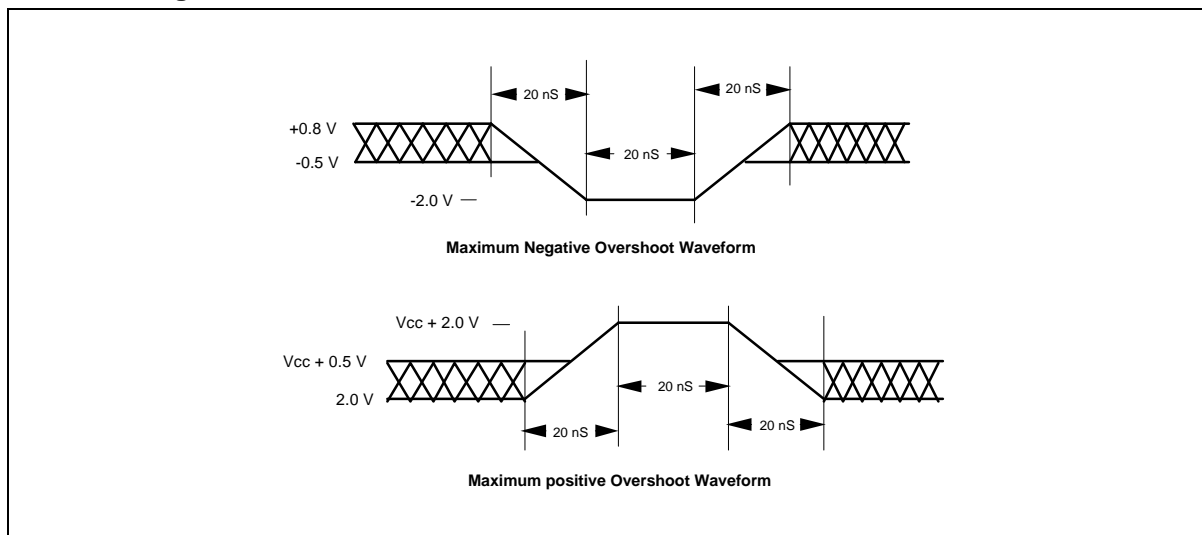 20 nS
20 nS
+0.8 V
20 nS
-0.5 V
-2.0 V
Maximum Negative Overshoot Waveform
Vcc + 2.0 V
Vcc + 0.5 V
20 nS
2.0 V
20 nS
20 nS
Maximum positive Overshoot Waveform